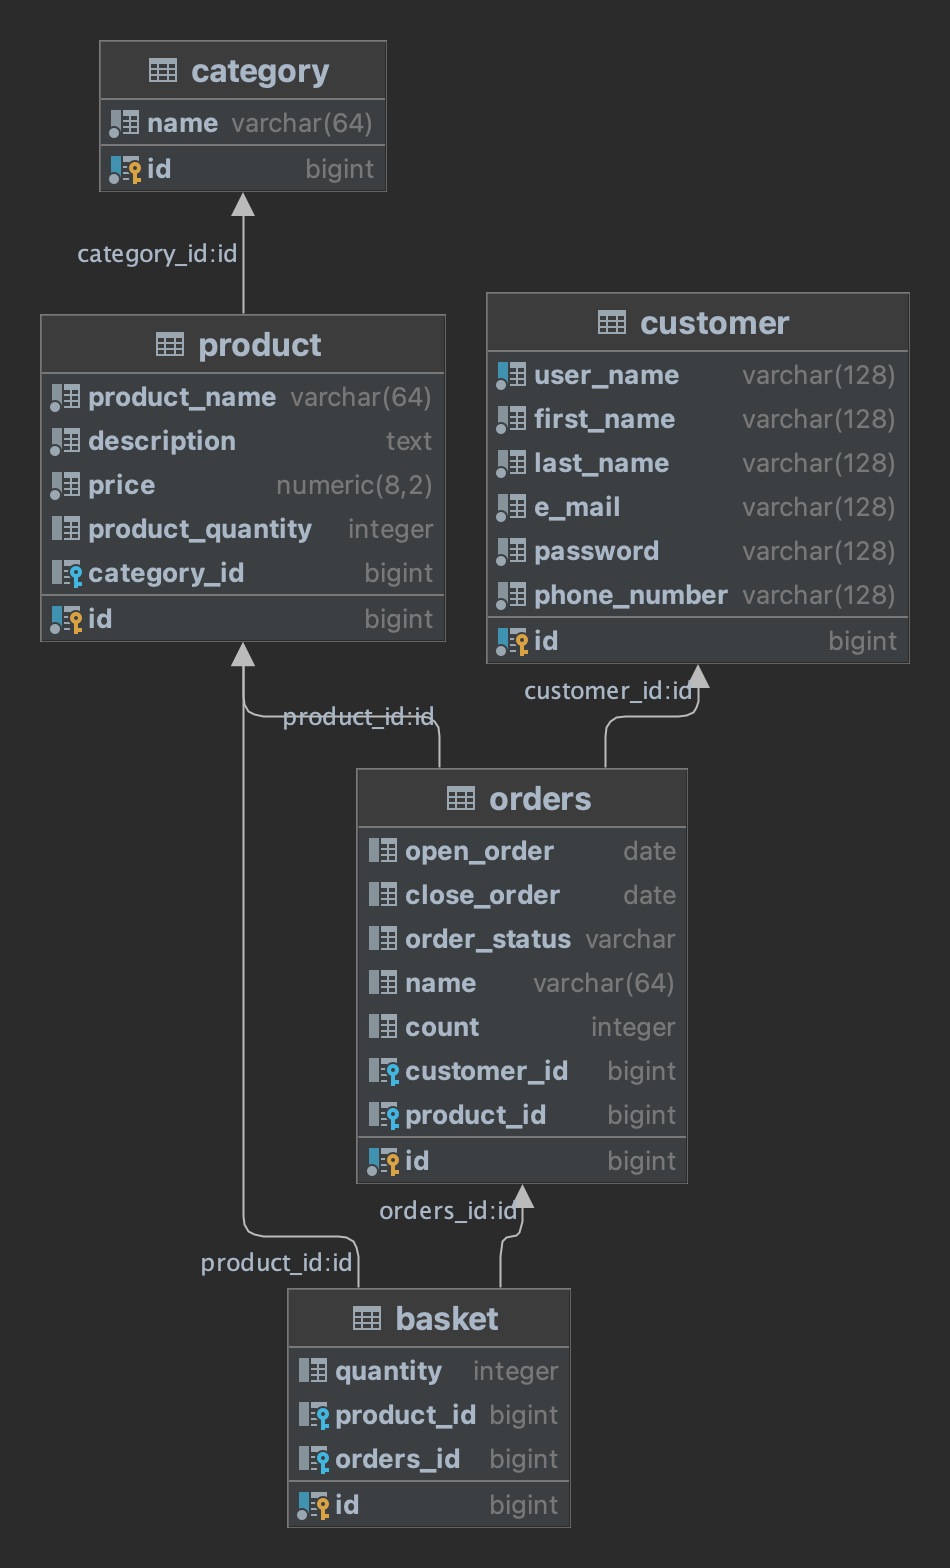 category
name varchar(64)
id bigint
category_id:id
product
product_name varchar(64)
description text
price numeric(8,2)
product_quantity integer
category_id bigint
id bigint
customer
user_name varchar(128)
first_name varchar(128)
last_name varchar(128)
e_mail varchar(128)
password varchar(128)
phone_number varchar(128)
id bigint
product_id:id
customer_id:id
orders
open_order date
close_order date
order_status varchar
name varchar(64)
count integer
customer_id bigint
product_id bigint
id bigint
orders_id:id
product_id:id
basket
quantity integer
product_id bigint
orders_id bigint
id bigint